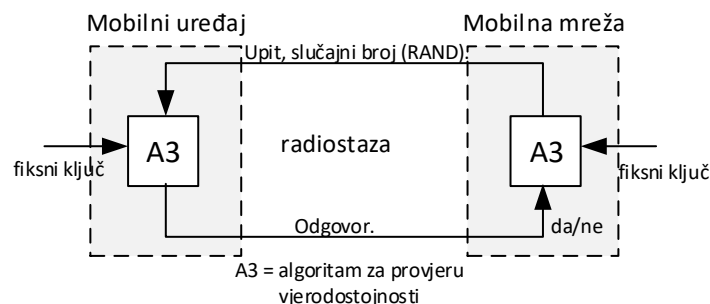 Mobilni uređaj
Mobilna mreža
Upit, slučajni broj (RAND).
A3
radiostaza
A3
fiksni ključ
fiksni ključ
Odgovor.
da/ne
A3 = algoritam za provjeru
vjerodostojnosti